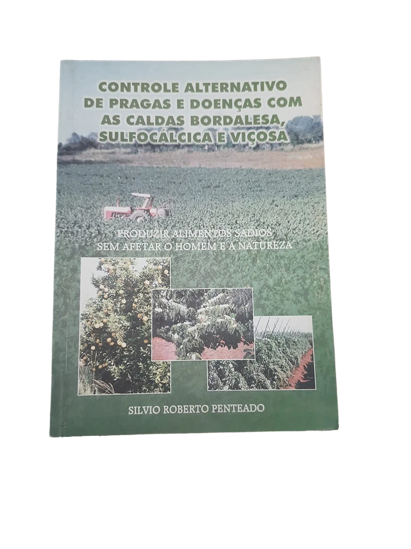 CONTROLE ALTERNATIVO
DE PRAGAS E DOENÇAS COM
AS CALDAS BORDALESA,
SULFOCÁLCICA E VIÇOSA
PRODUZIR ALIMENTOS SADIOS,
SEM AFETAR O HOMEM E A NATUREZA
SILVIO ROBERTO PENTEADO